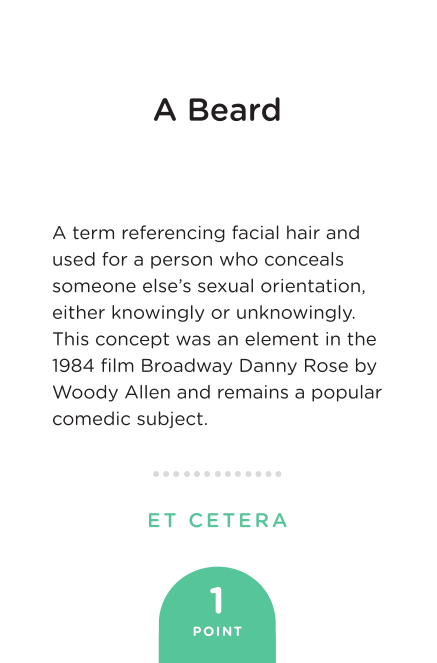 A Beard
A term referencing facial hair and
used for a person who conceals
someone else’s sexual orientation,
either knowingly or unknowingly.
This concept was an element in the
1984 film Broadway Danny Rose by
Woody Allen and remains a popular
comedic subject.
ET CETERA
1
POINT